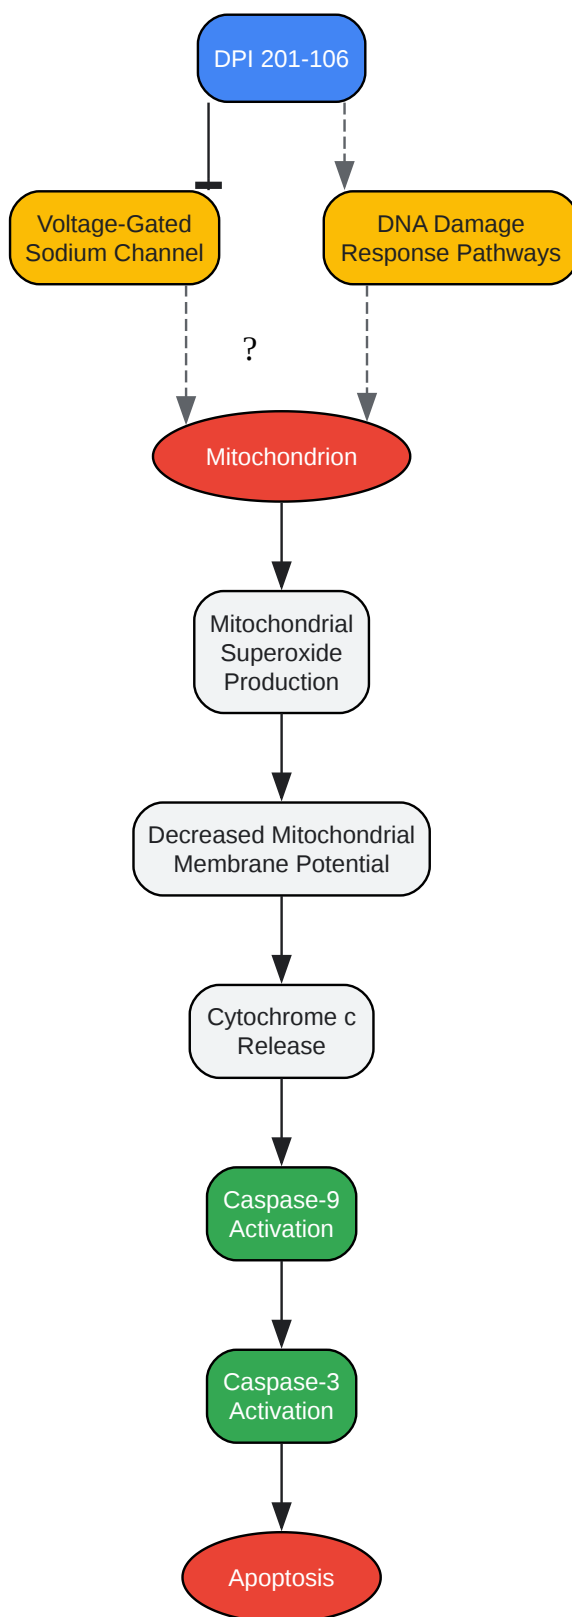 DPI 201-106
Voltage-Gated
Sodium Channel
DNA Damage
Response Pathways
?
Mitochondrion
Mitochondrial
Superoxide
Production
Decreased Mitochondrial
Membrane Potential
Cytochrome c
Release
Caspase-9
Activation
Caspase-3
Activation
Apoptosis